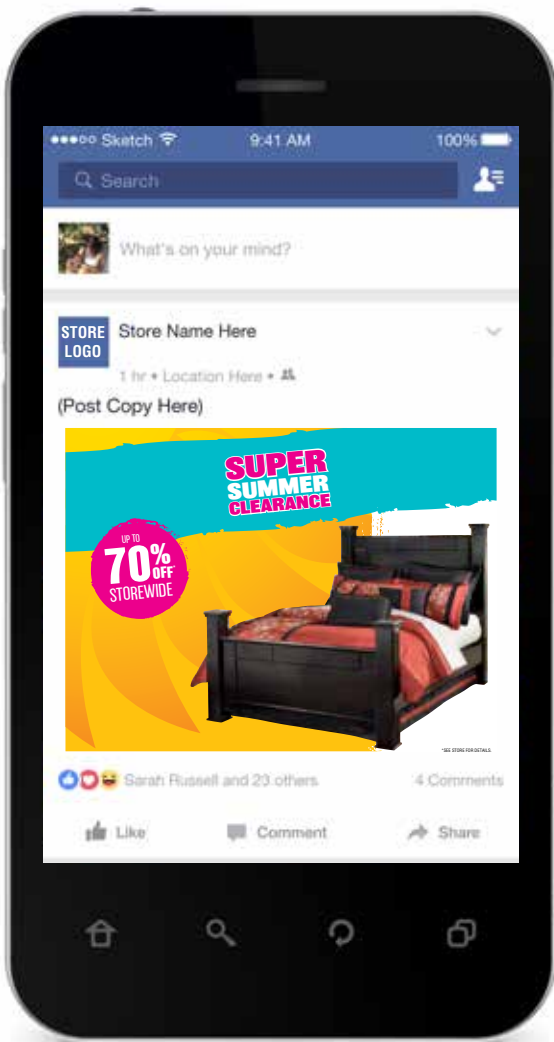 ●●●○○ Sketch 9:41 AM 100%
Search
What's on your mind?
STORE
LOGO
Store Name Here
1 hr • Location Here •
(Post Copy Here)
SUPER
SUMMER
CLEARANCE
UP TO
70% OFF*
STOREWIDE
*SEE STORE FOR DETAILS
Sarah Russell and 23 others 4 Comments
Like Comment Share